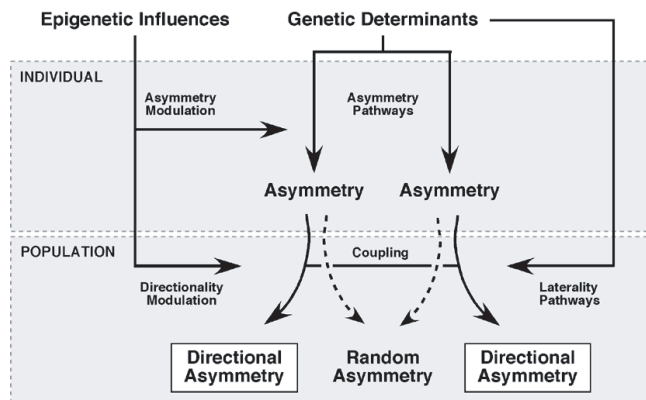 Epigenetic Influences
Genetic Determinants
INDIVIDUAL
Asymmetry
Modulation
Asymmetry
Pathways
Asymmetry
Asymmetry
POPULATION
Coupling
Directionality
Modulation
Laterality
Pathways
Directional
Asymmetry
Random
Asymmetry
Directional
Asymmetry